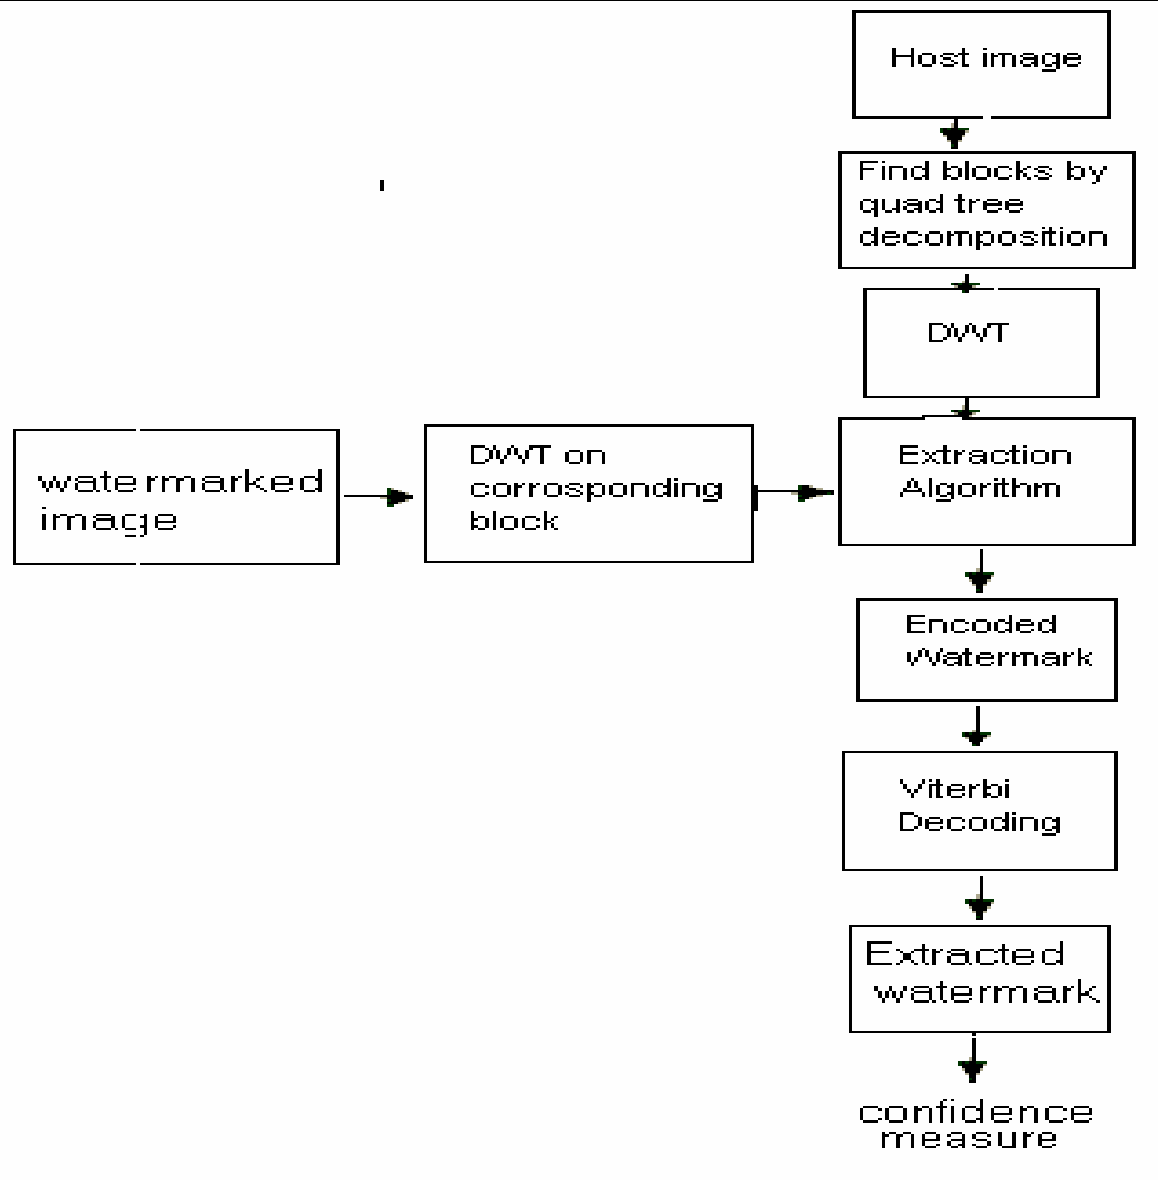 Host image
Find blocks by
quad tree
decomposition
DWT
watermarked
image
DWT on
corrosponding
block
Extraction
Algorithm
Encoded
Watermark
Viterbi
Decoding
Extracted
watermark
confidence
measure